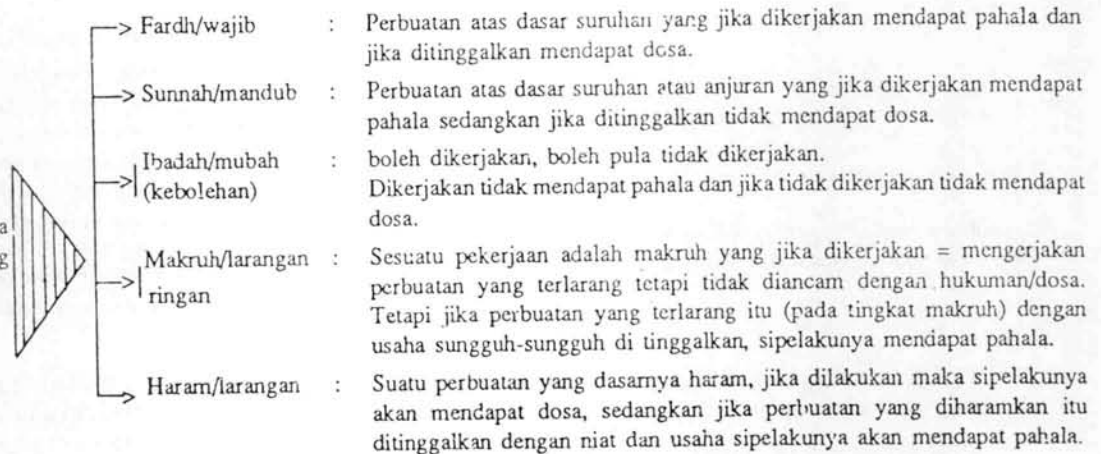 Fardh/wajib : Perbuatan atas dasar suruhan yang jika dikerjakan mendapat pahala dan
jika ditinggalkan mendapat dosa.
Sunnah/mandub : Perbuatan atas dasar suruhan atau anjuran yang jika dikerjakan mendapat
pahala sedangkan jika ditinggalkan tidak mendapat dosa.
Ibadah/mubah : boleh dikerjakan, boleh pula tidak dikerjakan.
(kebolehan) Dikerjakan tidak mendapat pahala dan jika tidak dikerjakan tidak mendapat
dosa.
a
g
Makruh/larangan : Sesuatu pekerjaan adalah makruh yang jika dikerjakan = mengerjakan
ringan perbuatan yang terlarang tetapi tidak diancam dengan hukuman/dosa.
Tetapi jika perbuatan yang terlarang itu (pada tingkat makruh) dengan
usaha sungguh-sungguh di tinggalkan, sipelakunya mendapat pahala.
Haram/larangan : Suatu perbuatan yang dasarnya haram, jika dilakukan maka sipelakunya
akan mendapat dosa, sedangkan jika perbuatan yang diharamkan itu
ditinggalkan dengan niat dan usaha sipelakunya akan mendapat pahala.